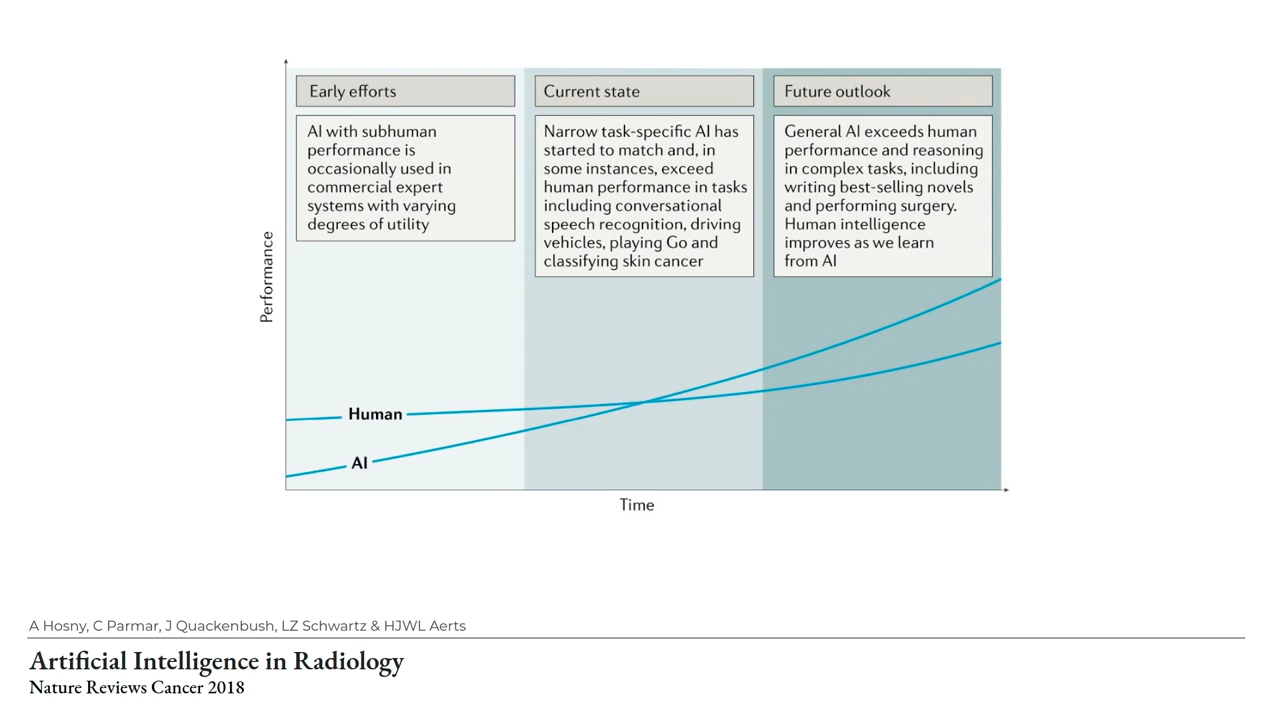 Early efforts
AI with subhuman
performance is
occasionally used in
commercial expert
systems with varying
degrees of utility
Current state
Narrow task-specific AI has
started to match and, in
some instances, exceed
human performance in tasks
including conversational
speech recognition, driving
vehicles, playing Go and
classifying skin cancer
Future outlook
General AI exceeds human
performance and reasoning
in complex tasks, including
writing best-selling novels
and performing surgery.
Human intelligence
improves as we learn
from AI
Performance
Human
AI
Time
A Hosny, C Parmar, J Quackenbush, LZ Schwartz & HJWL Aerts
Artificial Intelligence in Radiology
Nature Reviews Cancer 2018